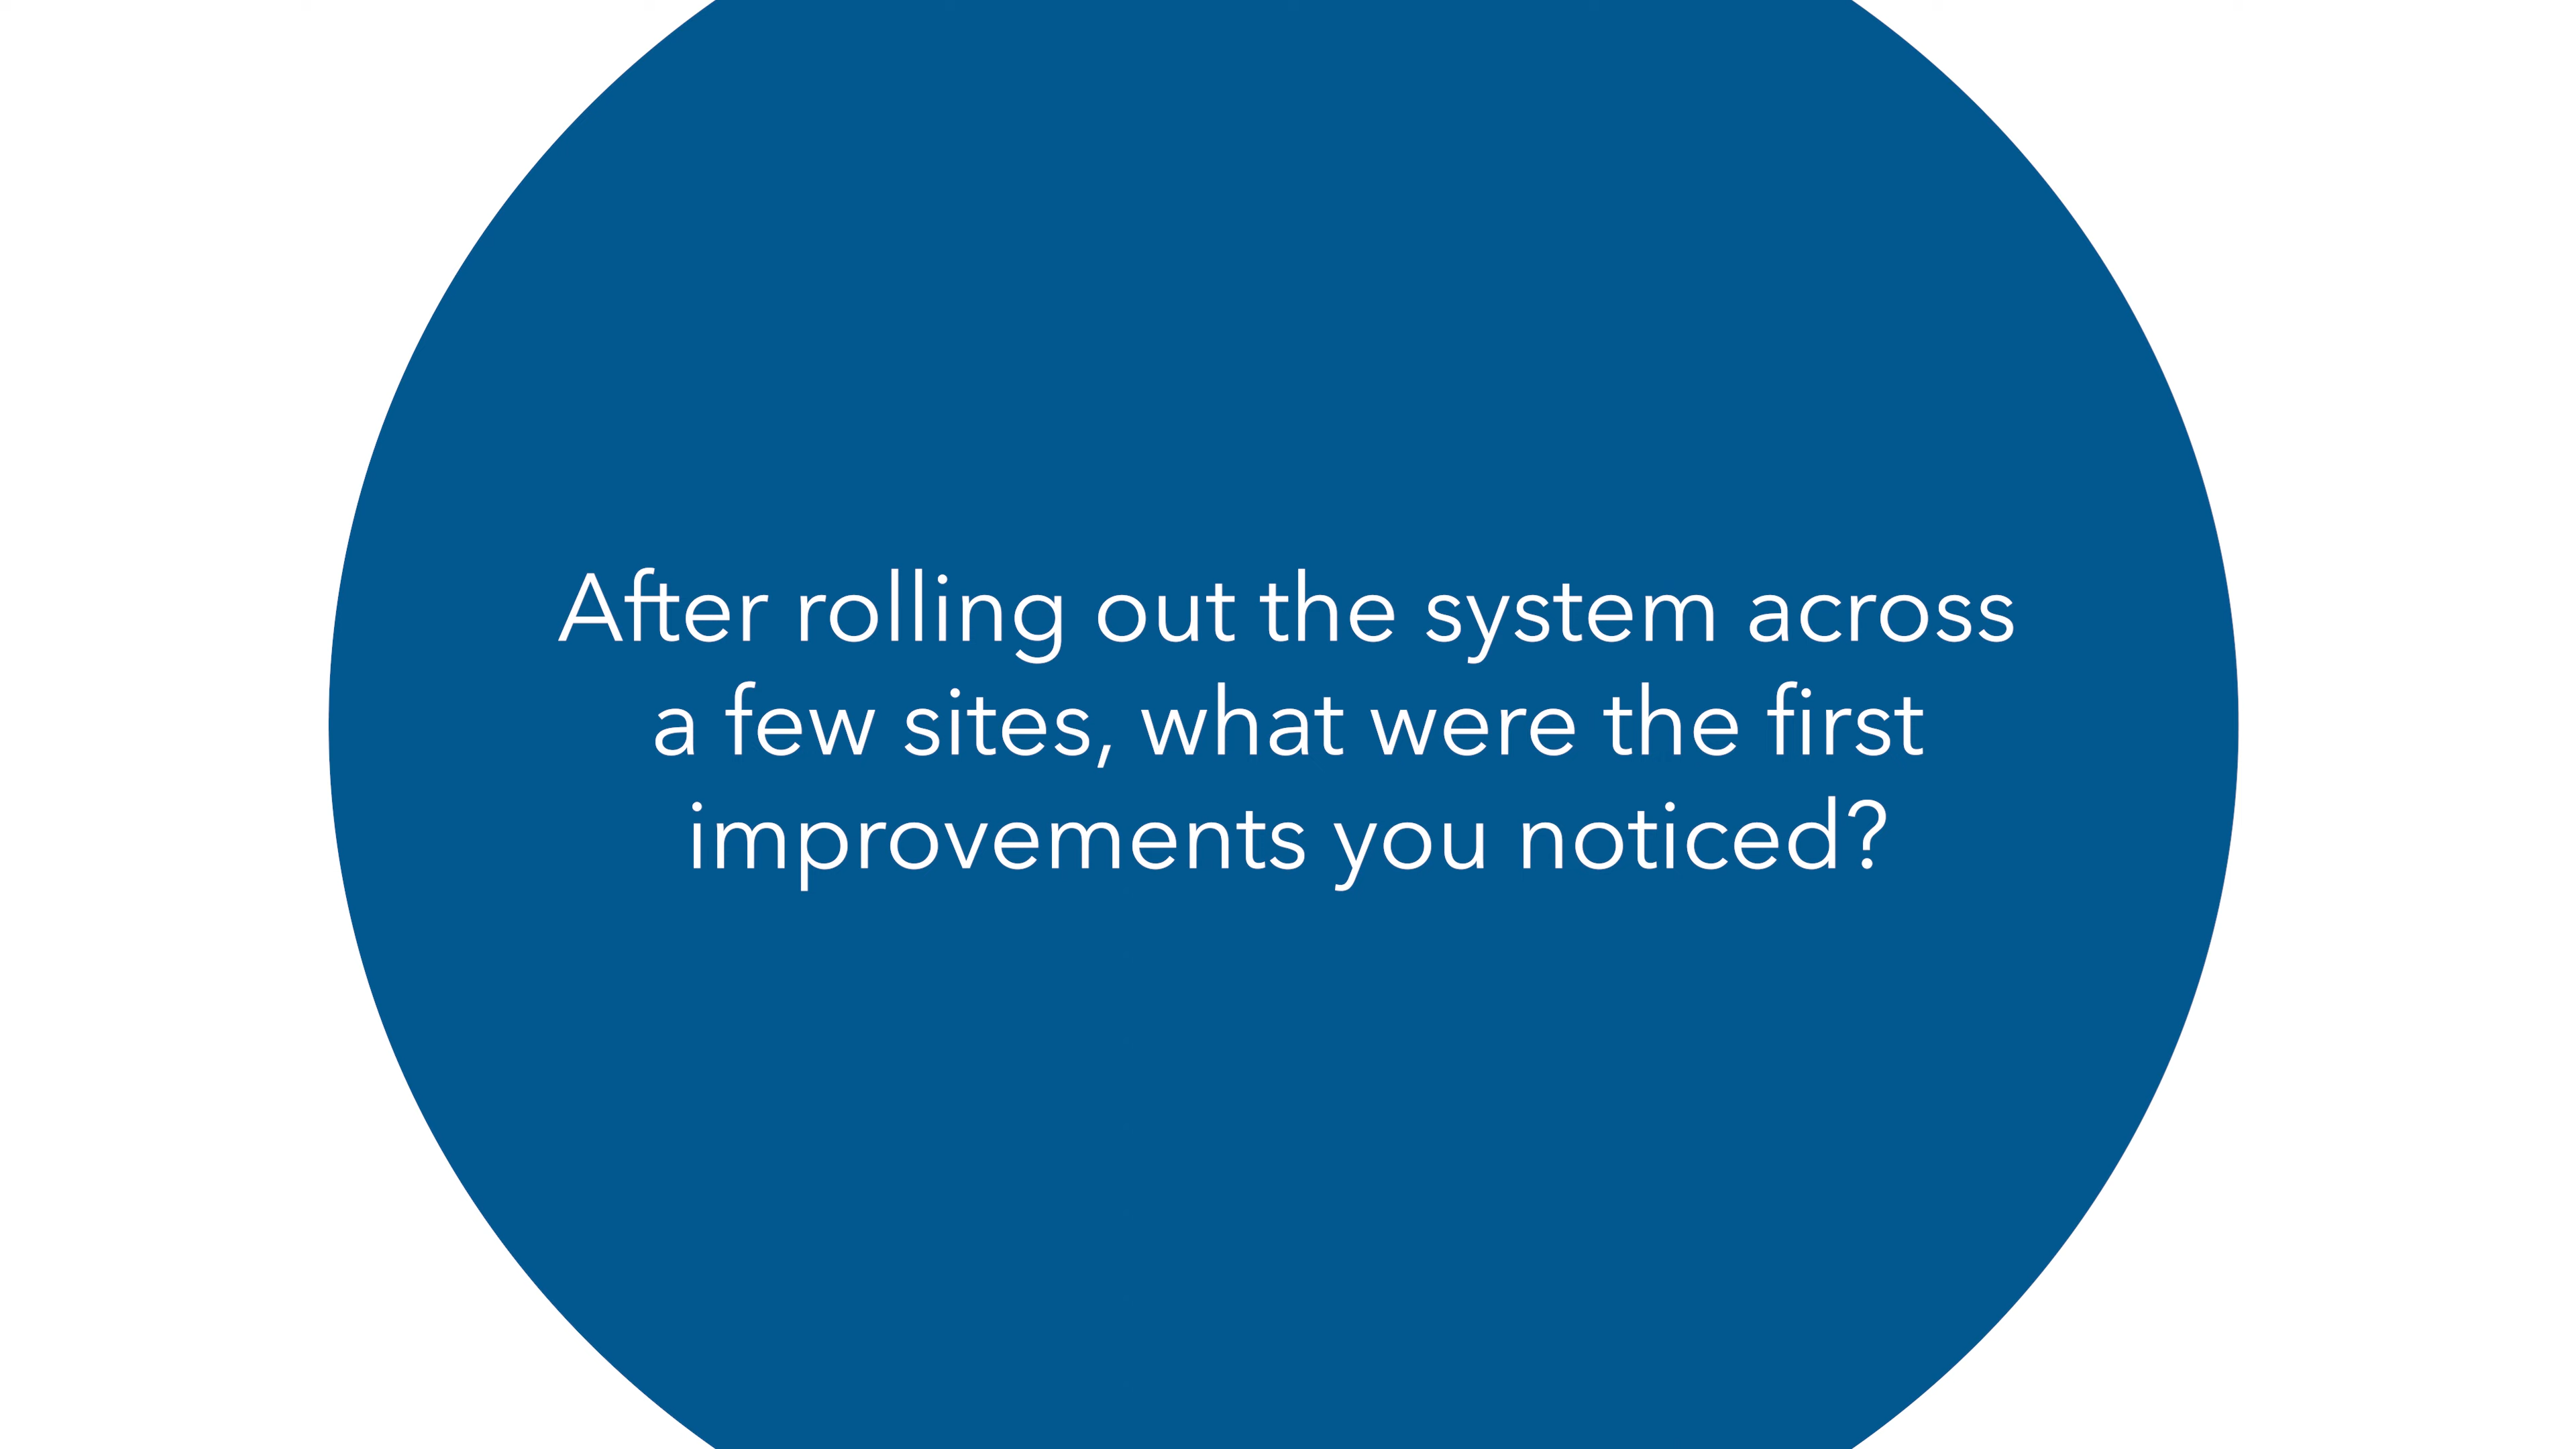 After rolling out the system across
a few sites, what were the first
improvements you noticed?